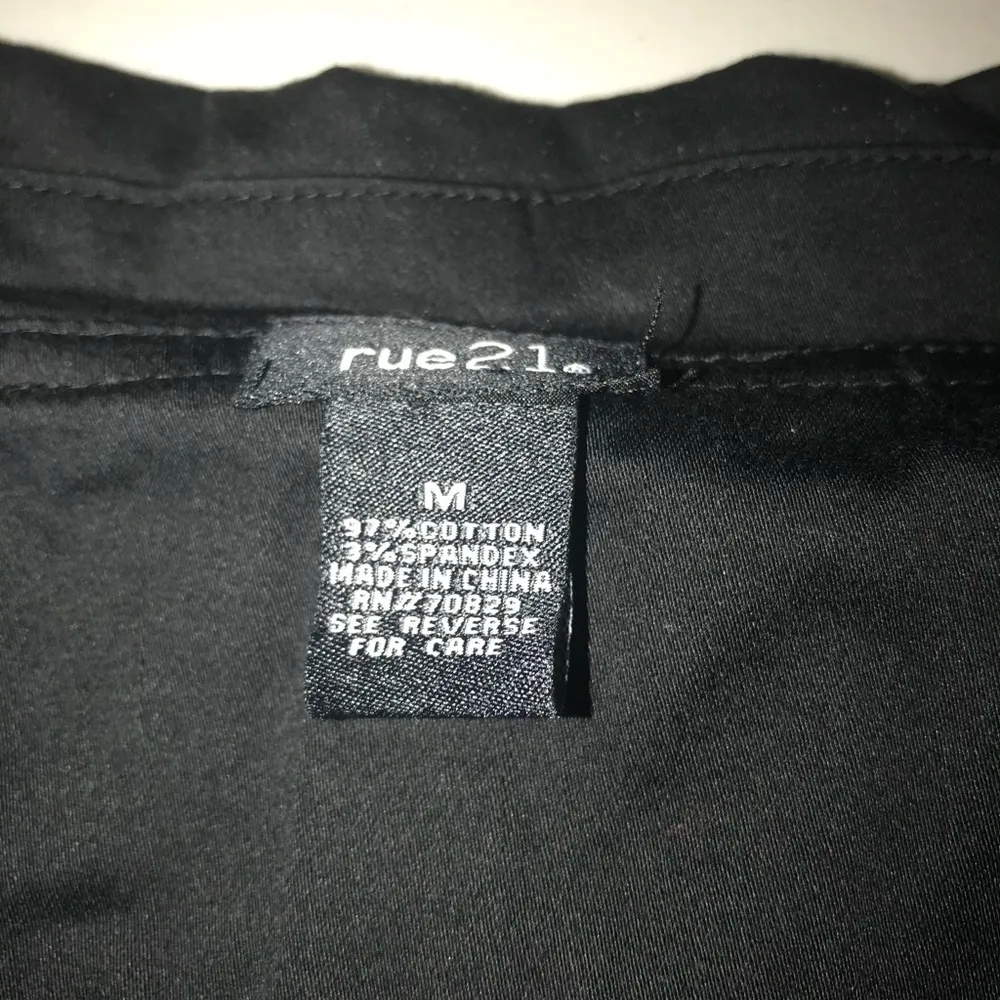 rue21
M
97%COTTON
3%SPANDEX
MADE IN CHINA
RN#70829
SEE REVERSE
FOR CARE